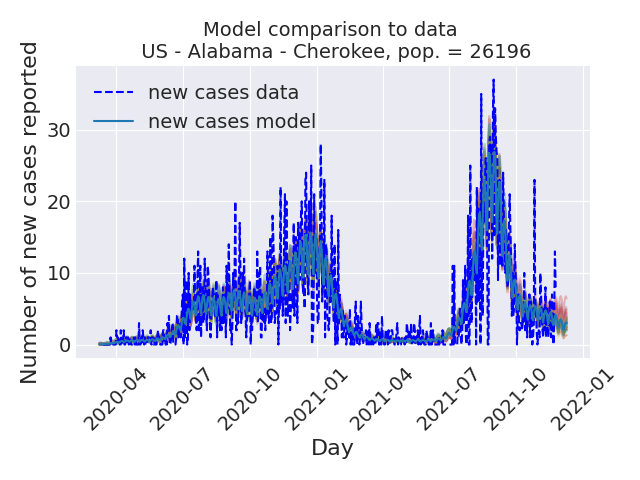 Model comparison to data
US - Alabama - Cherokee, pop. = 26196
new cases data
new cases model
Number of new cases reported
30
20
10
0
2020-04
2020-07
2020-10
2021-01
2021-04
2021-07
2021-10
2022-01
Day